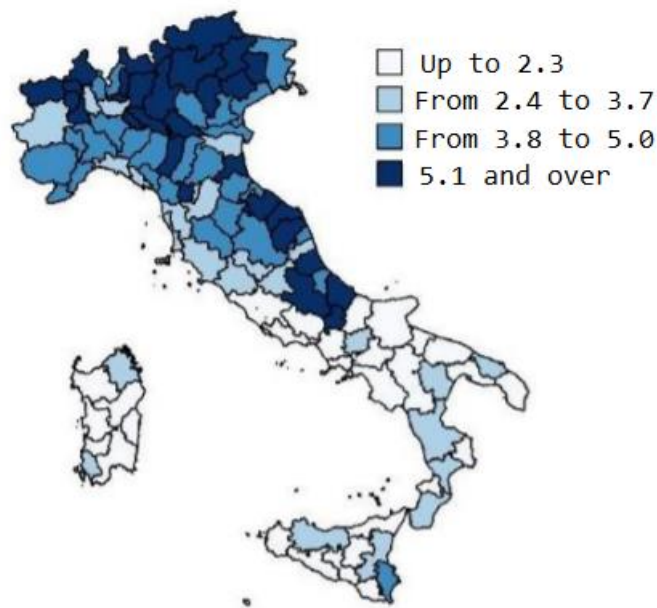 Up to 2.3
From 2.4 to 3.7
From 3.8 to 5.0
5.1 and over